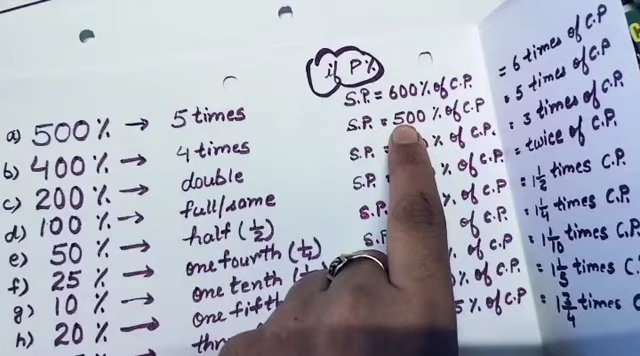 if P%
a) 500% → 5 times S.P. = 600% of C.P. = 6 times of C.P
b) 400% → 4 times S.P. = 500% of C.P = 5 times of C.P
c) 200% → double S.P. % of C.P. = 3 times of C.P.
d) 100% → full/same S.P. % of C.P. = twice of C.P.
e) 50% → half (1/2) S.P. % of C.P = 1 1/2 times C.P.
f) 25% → one fourth (1/4) S.P. of C.P. = 1 1/4 times C.P.
g) 10% → one tenth % of C.P = 1 1/10 times of C.P
h) 20% → one fifth % of C.P = 1 1/5 times
% of C.P = 1 3/4 times